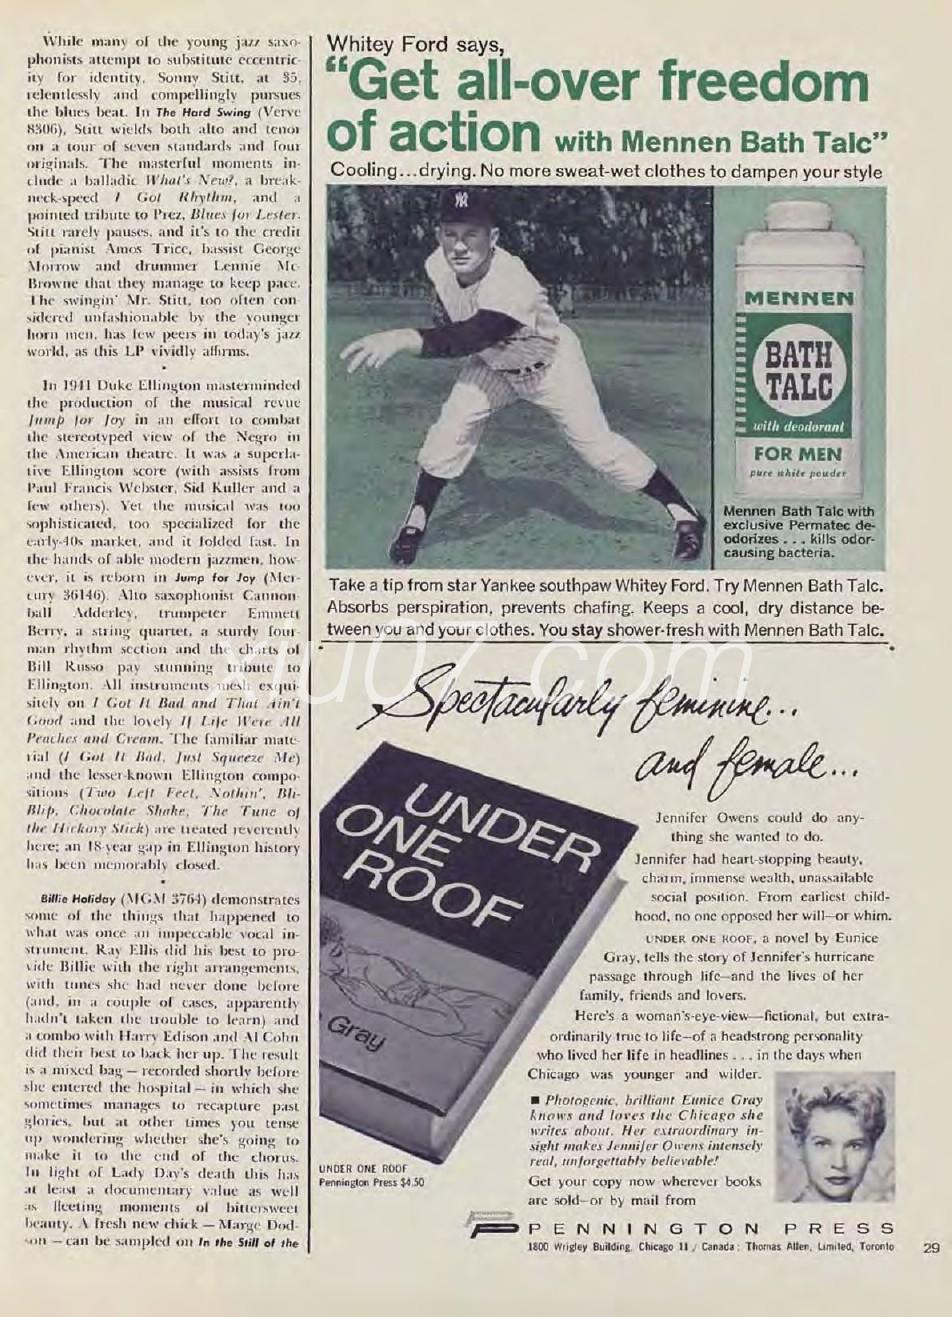 While many of the young jazz saxo-
phonists attempt to substitute eccentric-
ity for identity, Sonny Stitt, at 35,
relentlessly and compellingly pursues
the blues beat. In The Hard Swing (Verve
8306), Stitt wields both alto and tenor
on a tour of seven standards and four
originals. The masterful moments in-
clude a balladic What's New?, a break-
neck-speed I Got Rhythm, and a
pointed tribute to Prez, Blues for Lester.
Stitt rarely pauses, and it's to the credit
of pianist Amos Trice, bassist George
Morrow and drummer Lennie Mc-
Browne that they manage to keep pace.
The swingin' Mr. Stitt, too often con-
sidered unfashionable by the younger
horn men, has few peers in today's jazz
world, as this LP vividly affirms.
•
In 1941 Duke Ellington masterminded
the production of the musical revue
Jump for Joy in an effort to combat
the stereotyped view of the Negro in
the American theatre. It was a superla-
tive Ellington score (with assists from
Paul Francis Webster, Sid Kuller and a
few others). Yet the musical was too
sophisticated, too specialized for the
early-40s market, and it folded fast. In
the hands of able modern jazzmen, how-
ever, it is reborn in Jump for Joy (Mer-
cury 36146). Alto saxophonist Cannon-
ball Adderley, trumpeter Emmett
Berry, a string quartet, a sturdy four-
man rhythm section and the charts of
Bill Russo pay stunning tribute to
Ellington. All instruments mesh exqui-
sitely on I Got It Bad and That Ain't
Good and the lovely If Life Were All
Peaches and Cream. The familiar mate-
rial (I Got It Bad, Just Squeeze Me)
and the lesser-known Ellington compo-
sitions (Two Left Feet, Nothin', Bli-
Blip, Chocolate Shake, The Tune of
the Hickory Stick) are treated reverently
here; an 18-year gap in Ellington history
has been memorably closed.
•
Billie Holiday (MGM 3764) demonstrates
some of the things that happened to
what was once an impeccable vocal in-
strument. Ray Ellis did his best to pro-
vide Billie with the right arrangements,
with tunes she had never done before
(and, in a couple of cases, apparently
hadn't taken the trouble to learn) and
a combo with Harry Edison and Al Cohn
did their best to back her up. The result
is a mixed bag — recorded shortly before
she entered the hospital — in which she
sometimes manages to recapture past
glories, but at other times you tense
up wondering whether she's going to
make it to the end of the chorus.
In light of Lady Day's death this has
at least a documentary value as well
as fleeting moments of bittersweet
beauty. A fresh new chick — Marge Dod-
son — can be sampled on In the Still of the
Whitey Ford says,
"Get all-over freedom
of action with Mennen Bath Talc"
Cooling...drying. No more sweat-wet clothes to dampen your style
NY
MENNEN
BATH
TALC
with deodorant
FOR MEN
pure white powder
Mennen Bath Talc with
exclusive Permatec de-
odorizes . . . kills odor-
causing bacteria.
Take a tip from star Yankee southpaw Whitey Ford. Try Mennen Bath Talc.
Absorbs perspiration, prevents chafing. Keeps a cool, dry distance be-
tween you and your clothes. You stay shower-fresh with Mennen Bath Talc.
xiu07.com
Spectacularly feminine...
and female...
UNDER
ONE
ROOF
Gray
Jennifer Owens could do any-
thing she wanted to do.
Jennifer had heart-stopping beauty,
charm, immense wealth, unassailable
social position. From earliest child-
hood, no one opposed her will—or whim.
UNDER ONE ROOF, a novel by Eunice
Gray, tells the story of Jennifer's hurricane
passage through life—and the lives of her
family, friends and lovers.
Here's a woman's-eye-view—fictional, but extra-
ordinarily true to life—of a headstrong personality
who lived her life in headlines . . . in the days when
Chicago was younger and wilder.
■ Photogenic, brilliant Eunice Gray
knows and loves the Chicago she
writes about. Her extraordinary in-
sight makes Jennifer Owens intensely
real, unforgettably believable!
Get your copy now wherever books
are sold—or by mail from
UNDER ONE ROOF
Pennington Press $4.50
PENNINGTON PRESS
1800 Wrigley Building, Chicago 11 / Canada: Thomas Allen, Limited, Toronto
29